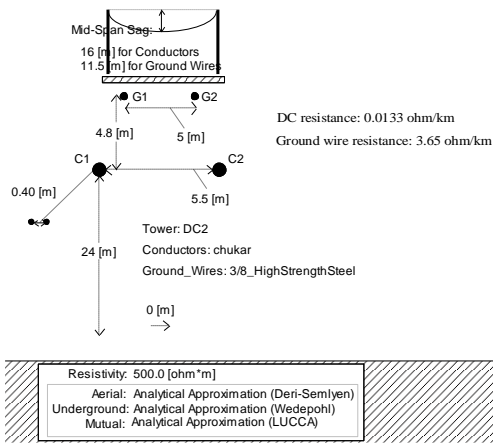 Mid-Span Sag:
16 [m] for Conductors
11.5 [m] for Ground Wires
G1
G2
4.8 [m]
5 [m]
DC resistance: 0.0133 ohm/km
Ground wire resistance: 3.65 ohm/km
C1
C2
0.40 [m]
5.5 [m]
Tower: DC2
24 [m]
Conductors: chukar
Ground_Wires: 3/8_HighStrengthSteel
0 [m]
Resistivity: 500.0 [ohm*m]
Aerial: Analytical Approximation (Deri-Semlyen)
Underground: Analytical Approximation (Wedepohl)
Mutual: Analytical Approximation (LUCCA)